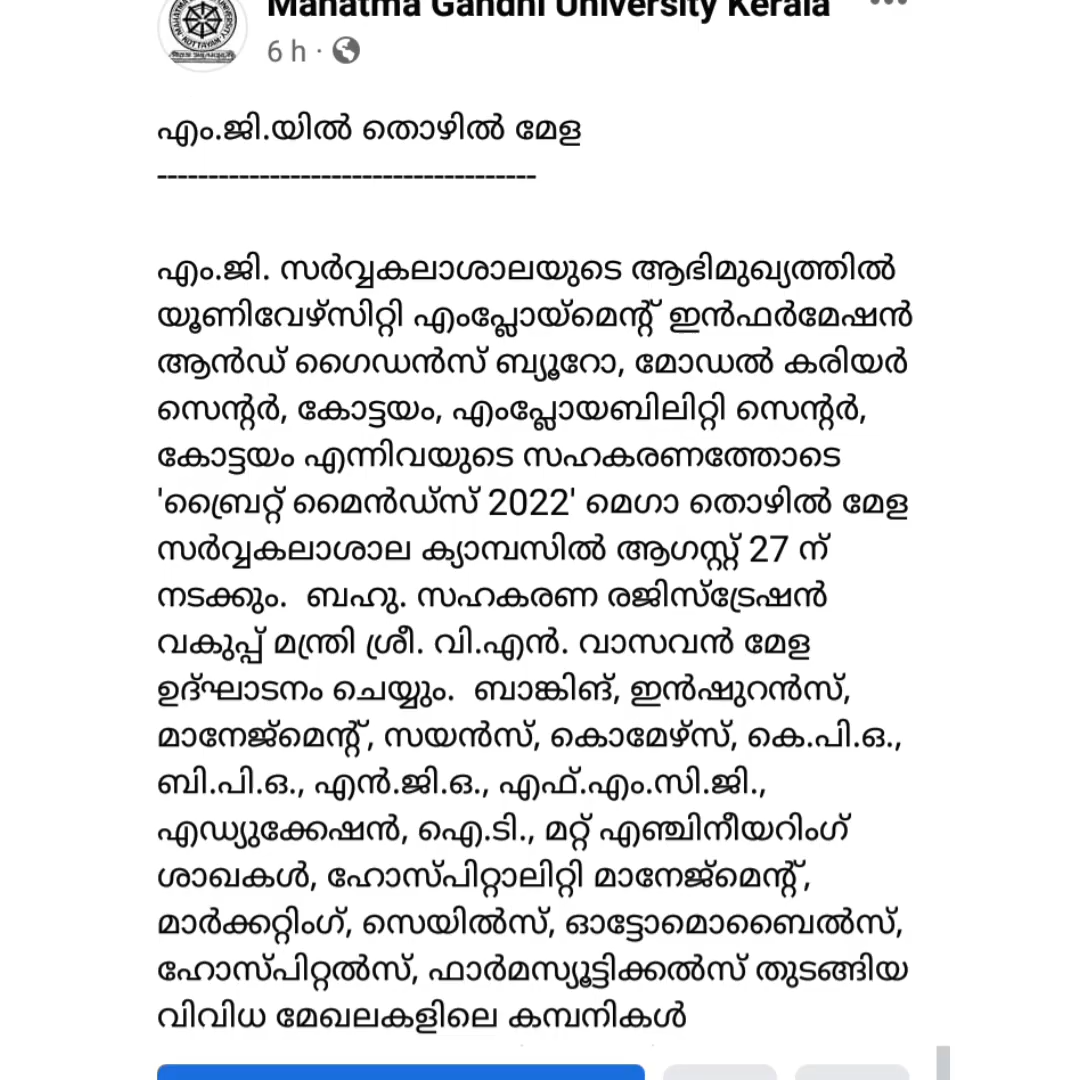 Mahatma Gandhi University Kerala
6 h ·
എം.ജി.യിൽ തൊഴിൽ മേള
-------------------------------------
എം.ജി. സർവ്വകലാശാലയുടെ ആഭിമുഖ്യത്തിൽ
യൂണിവേഴ്സിറ്റി എംപ്ലോയ്മെന്റ് ഇൻഫർമേഷൻ
ആൻഡ് ഗൈഡൻസ് ബ്യൂറോ, മോഡൽ കരിയർ
സെന്റർ, കോട്ടയം, എംപ്ലോയബിലിറ്റി സെന്റർ,
കോട്ടയം എന്നിവയുടെ സഹകരണത്തോടെ
'ബ്രൈറ്റ് മൈൻഡ്സ് 2022' മെഗാ തൊഴിൽ മേള
സർവ്വകലാശാല ക്യാമ്പസിൽ ആഗസ്റ്റ് 27 ന്
നടക്കും.  ബഹു. സഹകരണ രജിസ്ട്രേഷൻ
വകുപ്പ് മന്ത്രി ശ്രീ. വി.എൻ. വാസവൻ മേള
ഉദ്ഘാടനം ചെയ്യും.  ബാങ്കിങ്, ഇൻഷുറൻസ്,
മാനേജ്മെന്റ്, സയൻസ്, കൊമേഴ്സ്, കെ.പി.ഒ.,
ബി.പി.ഒ., എൻ.ജി.ഒ., എഫ്.എം.സി.ജി.,
എഡ്യുക്കേഷൻ, ഐ.ടി., മറ്റ് എഞ്ചിനീയറിംഗ്
ശാഖകൾ, ഹോസ്പിറ്റാലിറ്റി മാനേജ്മെന്റ്,
മാർക്കറ്റിംഗ്, സെയിൽസ്, ഓട്ടോമൊബൈൽസ്,
ഹോസ്പിറ്റൽസ്, ഫാർമസ്യൂട്ടിക്കൽസ് തുടങ്ങിയ
വിവിധ മേഖലകളിലെ കമ്പനികൾ